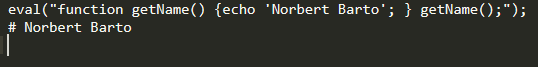 eval("function getName() {echo 'Norbert Barto'; } getName();");
# Norbert Barto